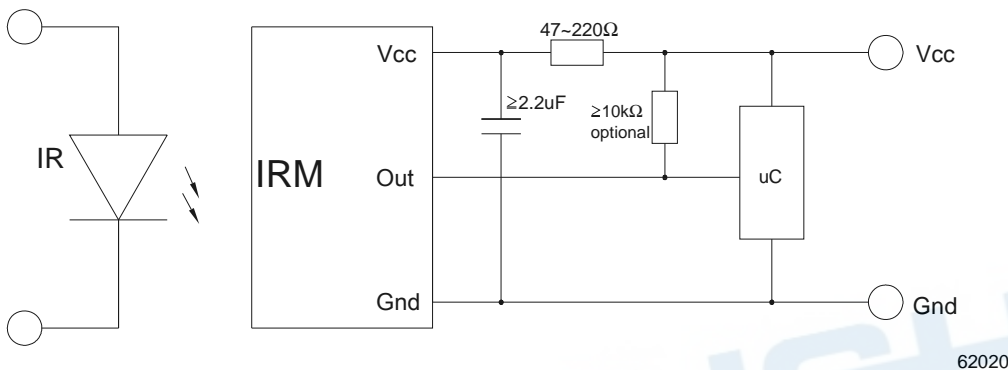 47~220Ω
Vcc
Vcc
≥2.2uF
≥10kΩ
optional
IR
IRM
Out
uC
Gnd
Gnd
62020